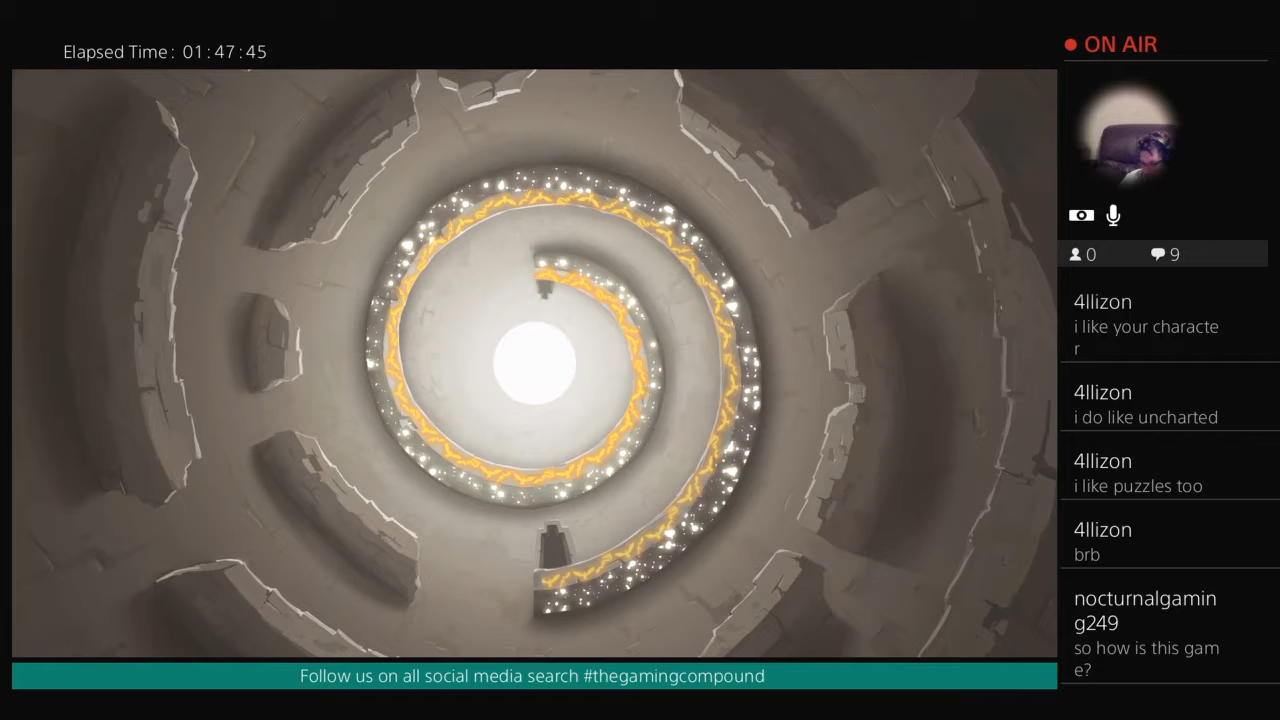 Elapsed Time: 01:47:45
ON AIR
0
9
4llizon
i like your characte
r
4llizon
i do like uncharted
4llizon
i like puzzles too
4llizon
brb
nocturnalgamin
g249
so how is this gam
e?
Follow us on all social media search #thegamingcompound